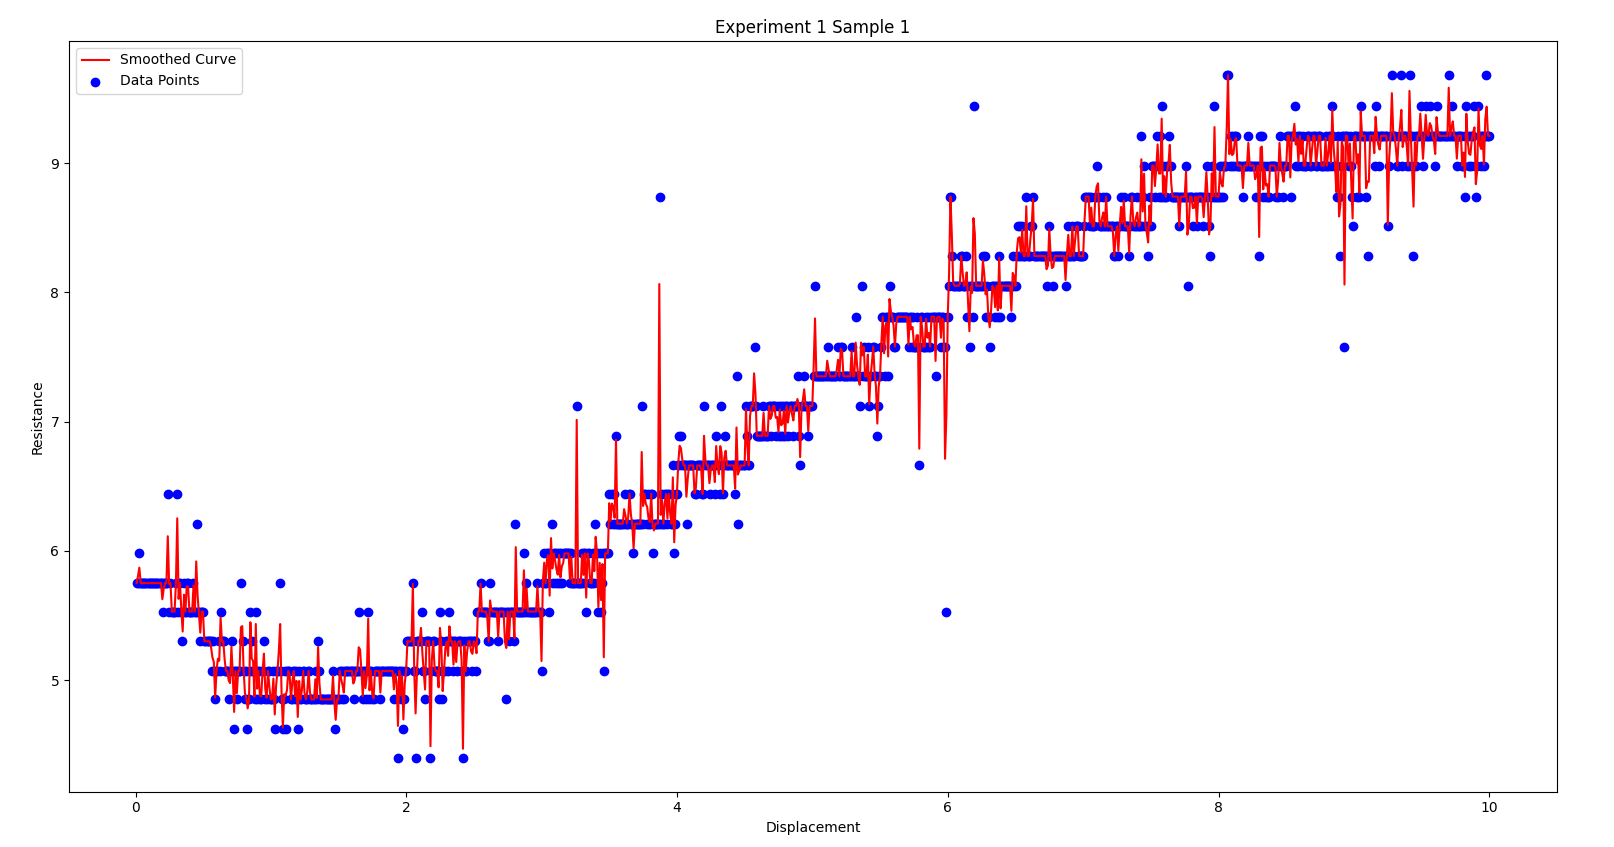 Experiment 1 Sample 1
Smoothed Curve
Data Points
9
8
7
6
5
Resistance
0 2 4 6 8 10
Displacement